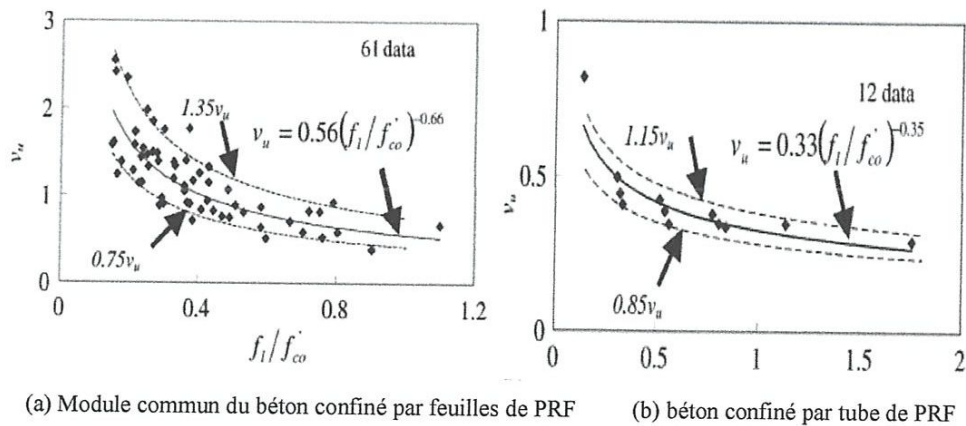 3
2
1
0
0
0.4
0.8
1.2
ν_u
f_l/f'_co
61 data
1.35ν_u
ν_u = 0.56(f_l/f'_co)^-0.66
0.75ν_u
1
0.5
0
0
0.5
1
1.5
2
ν_u
12 data
1.15ν_u
ν_u = 0.33(f_l/f'_co)^-0.35
0.85ν_u
(a) Module commun du béton confiné par feuilles de PRF
(b) béton confiné par tube de PRF